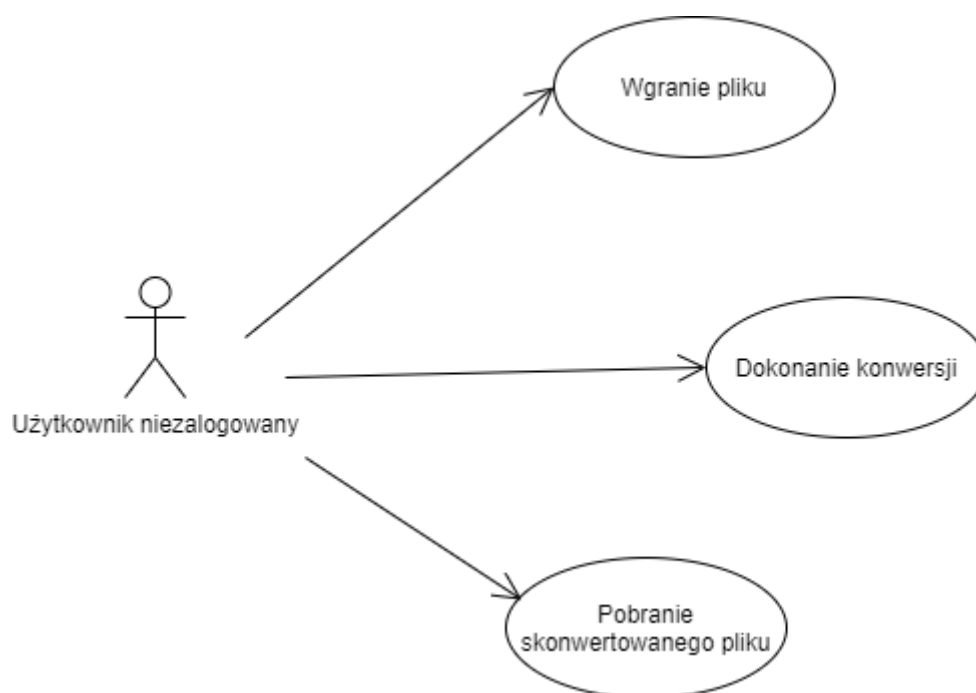 Wgranie pliku
Dokonanie konwersji
Użytkownik niezalogowany
Pobranie
skonwertowanego pliku